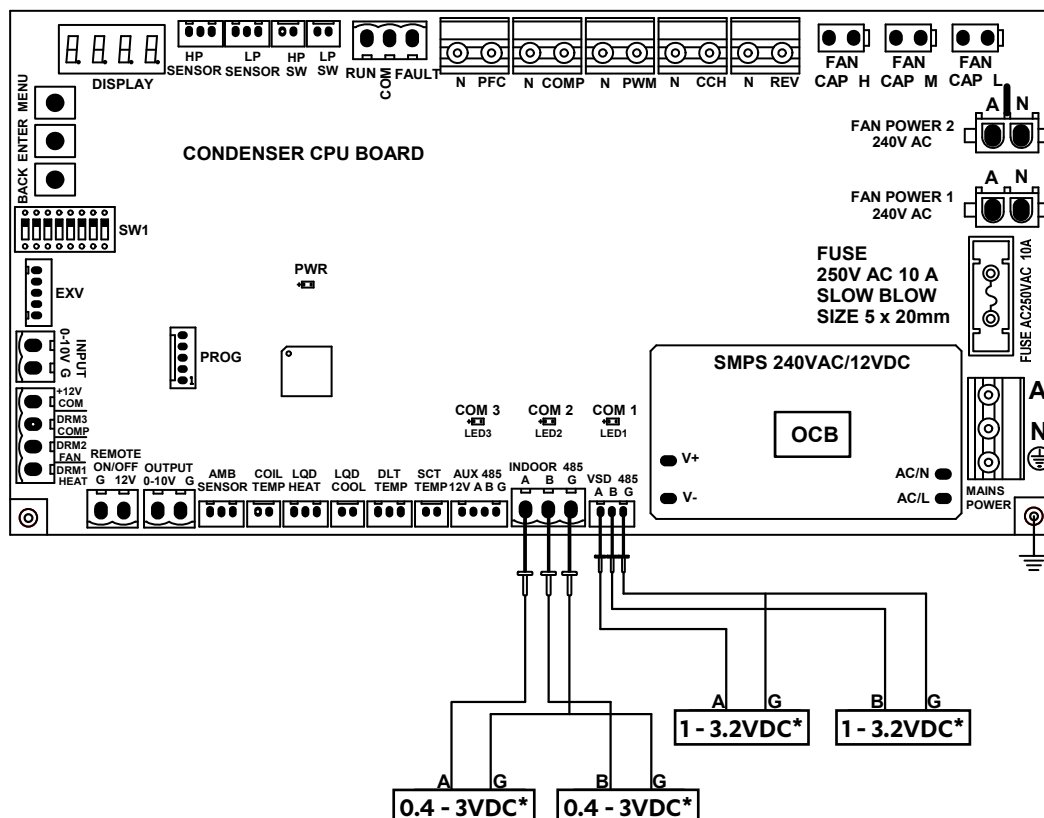 8.8.8.8.
DISPLAY
HP
SENSOR
LP
SENSOR
HP
SW
LP
SW
RUN
COM
FAULT
N PFC
N COMP
N PWM
N CCH
N REV
FAN
CAP H
FAN
CAP M
FAN
CAP L
BACK ENTER MENU
CONDENSER CPU BOARD
A N
FAN POWER 2
240V AC
A N
FAN POWER 1
240V AC
SW1
PWR
EXV
FUSE
250V AC 10 A
SLOW BLOW
SIZE 5 x 20mm
FUSE AC250VAC 10A
INPUT
0-10V G
PROG
1
SMPS 240VAC/12VDC
OCB
V+
V-
AC/N
AC/L
A
N
MAINS
POWER
+12V
COM
DRM3
COMP
DRM2
FAN
DRM1
HEAT
COM 3
LED3
COM 2
LED2
COM 1
LED1
REMOTE
ON/OFF
G 12V
OUTPUT
0-10V G
AMB
SENSOR
COIL
TEMP
LQD
HEAT
LQD
COOL
DLT
TEMP
SCT
TEMP
AUX 485
12V A B G
INDOOR 485
A B G
VSD 485
A B G
A G
1 - 3.2VDC*
B G
1 - 3.2VDC*
A G
0.4 - 3VDC*
B G
0.4 - 3VDC*